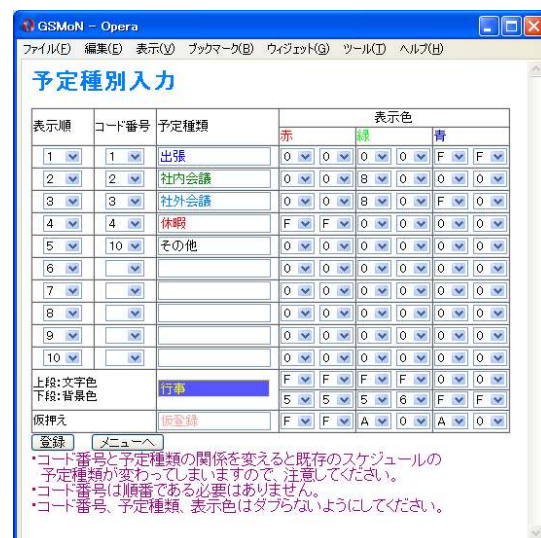 GSMoN - Opera
ファイル(F) 編集(E) 表示(V) ブックマーク(B) ウィジェット(G) ツール(T) ヘルプ(H)
予定種別入力
表示順 コード番号 予定種類 表示色
赤 緑 青
1 1 出張 0 0 0 0 F F
2 2 社内会議 0 0 8 0 0 0
3 3 社外会議 0 0 8 0 F 0
4 4 休暇 F F 0 0 0 0
5 10 その他 0 0 0 0 0 0
6 0 0 0 0 0 0
7 0 0 0 0 0 0
8 0 0 0 0 0 0
9 0 0 0 0 0 0
10 0 0 0 0 0 0
上段:文字色 行事 F F F F 0 0
下段:背景色 5 5 5 6 F F
仮押え 仮登録 F F A 0 A 0
登録 メニューへ
・コード番号と予定種類の関係を変えると既存のスケジュールの
予定種類が変わってしまいますので、注意してください。
・コード番号は順番である必要はありません。
・コード番号、予定種類、表示色はダブらないようにしてください。